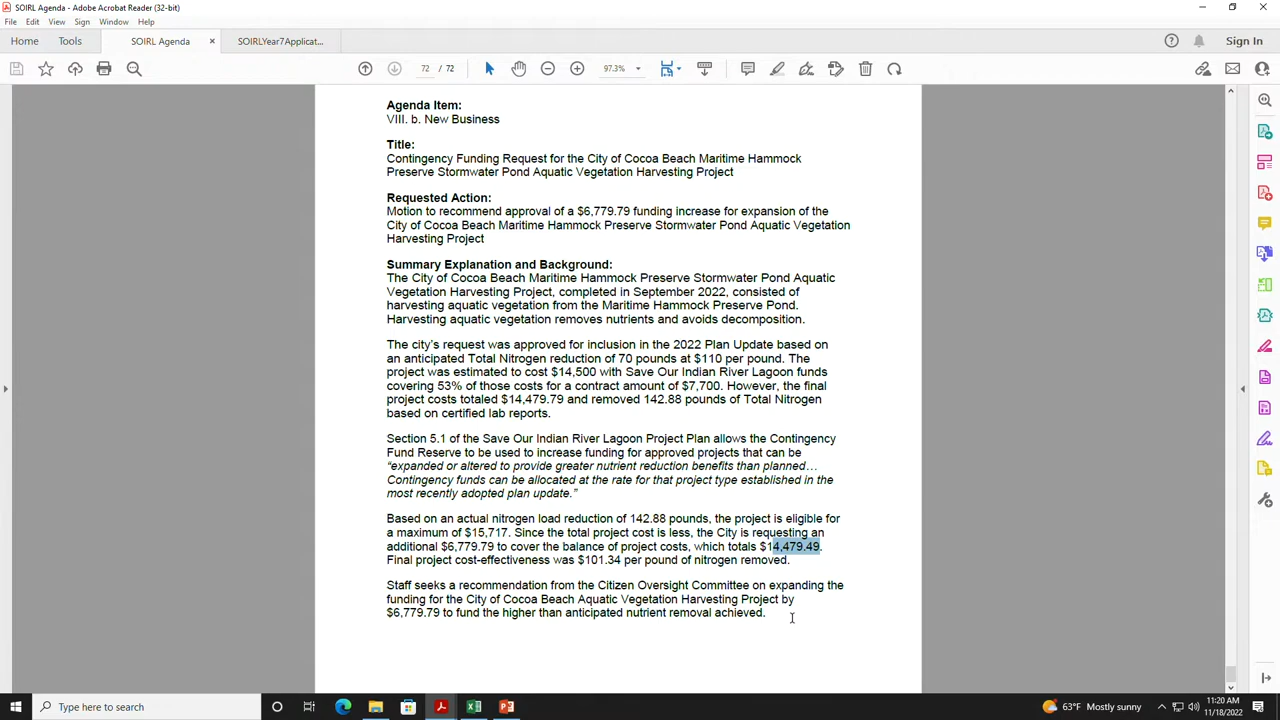 SOIRL Agenda - Adobe Acrobat Reader (32-bit)
File Edit View Sign Window Help
Home Tools SOIRL Agenda × SOIRLYear7Applicat... Sign In
72 / 72 97.3%
Agenda Item:
VIII. b. New Business
Title:
Contingency Funding Request for the City of Cocoa Beach Maritime Hammock
Preserve Stormwater Pond Aquatic Vegetation Harvesting Project
Requested Action:
Motion to recommend approval of a $6,779.79 funding increase for expansion of the
City of Cocoa Beach Maritime Hammock Preserve Stormwater Pond Aquatic Vegetation
Harvesting Project
Summary Explanation and Background:
The City of Cocoa Beach Maritime Hammock Preserve Stormwater Pond Aquatic
Vegetation Harvesting Project, completed in September 2022, consisted of
harvesting aquatic vegetation from the Maritime Hammock Preserve Pond.
Harvesting aquatic vegetation removes nutrients and avoids decomposition.
The city's request was approved for inclusion in the 2022 Plan Update based on
an anticipated Total Nitrogen reduction of 70 pounds at $110 per pound. The
project was estimated to cost $14,500 with Save Our Indian River Lagoon funds
covering 53% of those costs for a contract amount of $7,700. However, the final
project costs totaled $14,479.79 and removed 142.88 pounds of Total Nitrogen
based on certified lab reports.
Section 5.1 of the Save Our Indian River Lagoon Project Plan allows the Contingency
Fund Reserve to be used to increase funding for approved projects that can be
“expanded or altered to provide greater nutrient reduction benefits than planned…
Contingency funds can be allocated at the rate for that project type established in the
most recently adopted plan update.”
Based on an actual nitrogen load reduction of 142.88 pounds, the project is eligible for
a maximum of $15,717. Since the total project cost is less, the City is requesting an
additional $6,779.79 to cover the balance of project costs, which totals $14,479.49.
Final project cost-effectiveness was $101.34 per pound of nitrogen removed.
Staff seeks a recommendation from the Citizen Oversight Committee on expanding the
funding for the City of Cocoa Beach Aquatic Vegetation Harvesting Project by
$6,779.79 to fund the higher than anticipated nutrient removal achieved.
Type here to search
63°F Mostly sunny
11:20 AM
11/18/2022